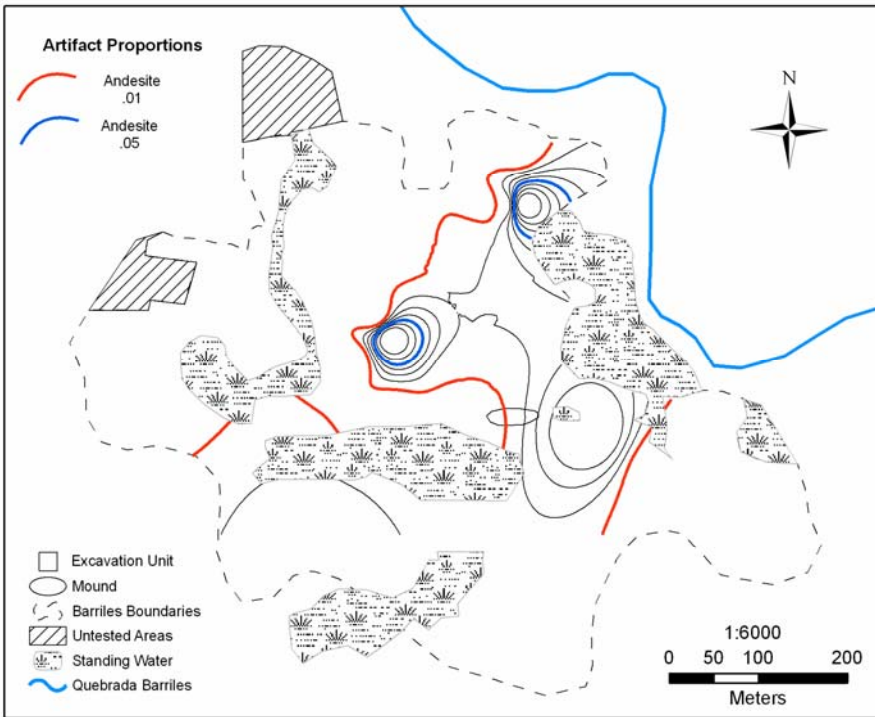 Artifact Proportions
Andesite
.01
Andesite
.05
N
Excavation Unit
Mound
Barriles Boundaries
Untested Areas
Standing Water
Quebrada Barriles
1:6000
0 50 100 200
Meters